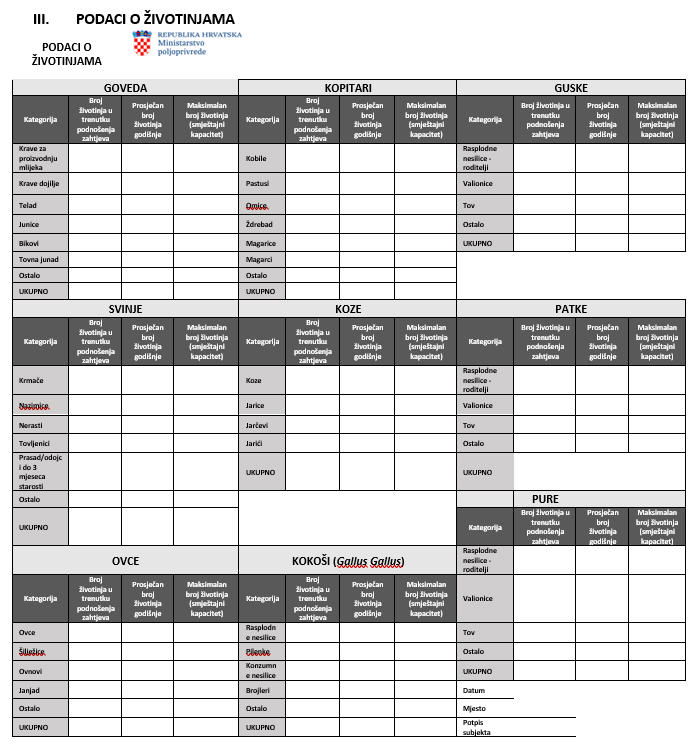 III. PODACI O ŽIVOTINJAMA
PODACI O
ŽIVOTINJAMA
REPUBLIKA HRVATSKA
Ministarstvo
poljoprivrede
GOVEDA
Kategorija
Broj
životinja u
trenutku
podnošenja
zahtjeva
Prosječan
broj
životinja
godišnje
Maksimalan
broj životinja
(smještajni
kapacitet)
Krave za
proizvodnju
mlijeka
Krave dojilje
Telad
Junice
Bikovi
Tovna junad
Ostalo
UKUPNO
KOPITARI
Kategorija
Broj
životinja u
trenutku
podnošenja
zahtjeva
Prosječan
broj
životinja
godišnje
Maksimalan
broj životinja
(smještajni
kapacitet)
Kobile
Pastusi
Omice
Ždrebad
Magarice
Magarci
Ostalo
UKUPNO
GUSKE
Kategorija
Broj životinja u
trenutku
podnošenja
zahtjeva
Prosječan
broj
životinja
godišnje
Maksimalan
broj životinja
(smještajni
kapacitet)
Rasplodne
nesilice -
roditelji
Valionice
Tov
Ostalo
UKUPNO
SVINJE
Kategorija
Broj
životinja u
trenutku
podnošenja
zahtjeva
Prosječan
broj
životinja
godišnje
Maksimalan
broj životinja
(smještajni
kapacitet)
Krmače
Nazimice
Nerasti
Tovljenici
Prasad/odojc
i do 3
mjeseca
starosti
Ostalo
UKUPNO
KOZE
Kategorija
Broj
životinja u
trenutku
podnošenja
zahtjeva
Prosječan
broj
životinja
godišnje
Maksimalan
broj životinja
(smještajni
kapacitet)
Koze
Jarice
Jarčevi
Jarići
UKUPNO
PATKE
Kategorija
Broj životinja u
trenutku
podnošenja
zahtjeva
Prosječan
broj
životinja
godišnje
Maksimalan
broj životinja
(smještajni
kapacitet)
Rasplodne
nesilice -
roditelji
Valionice
Tov
Ostalo
UKUPNO
PURE
Kategorija
Broj životinja u
trenutku
podnošenja
zahtjeva
Prosječan
broj
životinja
godišnje
Maksimalan
broj životinja
(smještajni
kapacitet)
Rasplodne
nesilice -
roditelji
Valionice
Tov
Ostalo
UKUPNO
OVCE
Kategorija
Broj
životinja u
trenutku
podnošenja
zahtjeva
Prosječan
broj
životinja
godišnje
Maksimalan
broj životinja
(smještajni
kapacitet)
Ovce
Šilježice
Ovnovi
Janjad
Ostalo
UKUPNO
KOKOŠI (Gallus Gallus)
Kategorija
Broj
životinja u
trenutku
podnošenja
zahtjeva
Prosječan
broj
životinja
godišnje
Maksimalan
broj životinja
(smještajni
kapacitet)
Rasplodn
e nesilice
Pilenke
Konzumn
e nesilice
Brojleri
Ostalo
UKUPNO
Datum
Mjesto
Potpis
subjekta